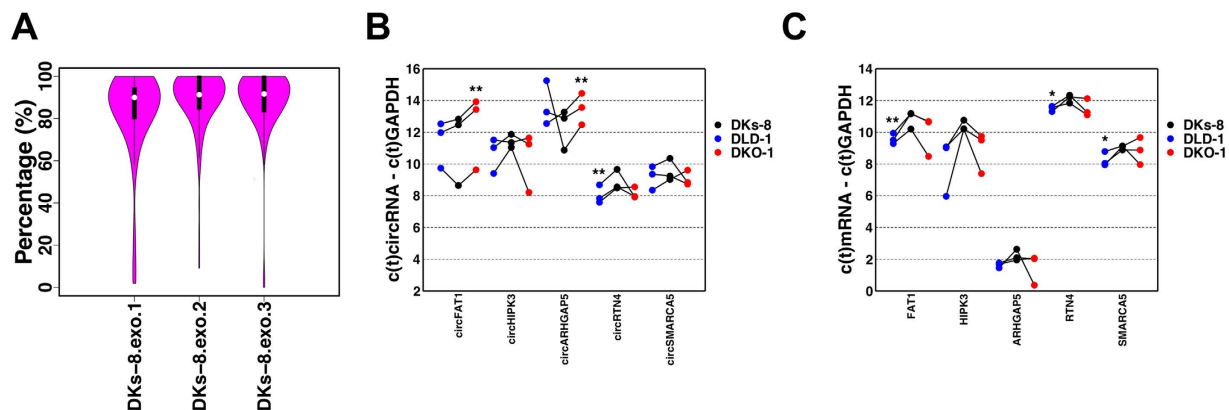 A
Percentage (%)
100
80
60
40
20
0
DKs–8.exo.1
DKs–8.exo.2
DKs–8.exo.3
B
c(t)circRNA - c(t)GAPDH
16
14
12
10
8
6
4
2
**
**
**
circFAT1
circHIPK3
circARHGAP5
circRTN4
circSMARCA5
DKs-8
DLD-1
DKO-1
C
c(t)mRNA - c(t)GAPDH
14
12
10
8
6
4
2
0
**
*
*
FAT1
HIPK3
ARHGAP5
RTN4
SMARCA5
DKs-8
DLD-1
DKO-1